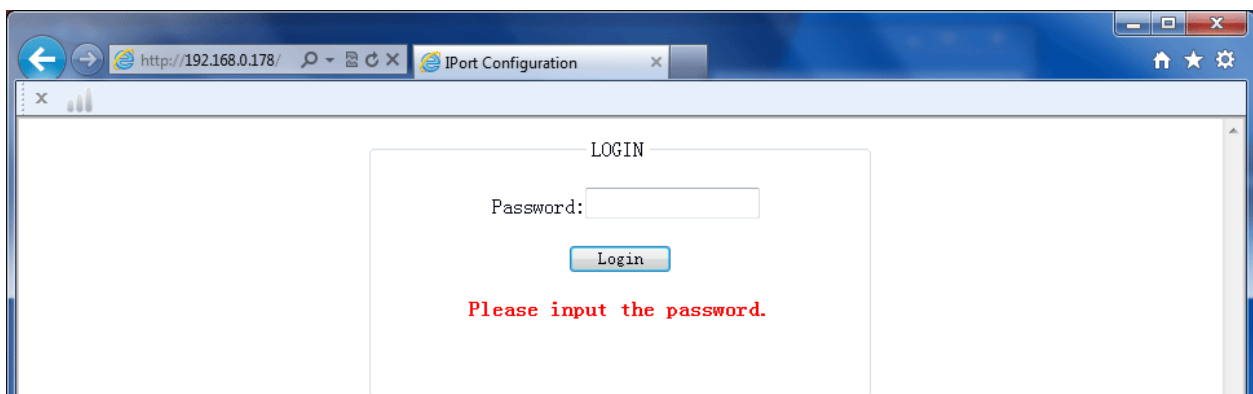 http://192.168.0.178/
IPort Configuration
LOGIN
Password:
Login
Please input the password.